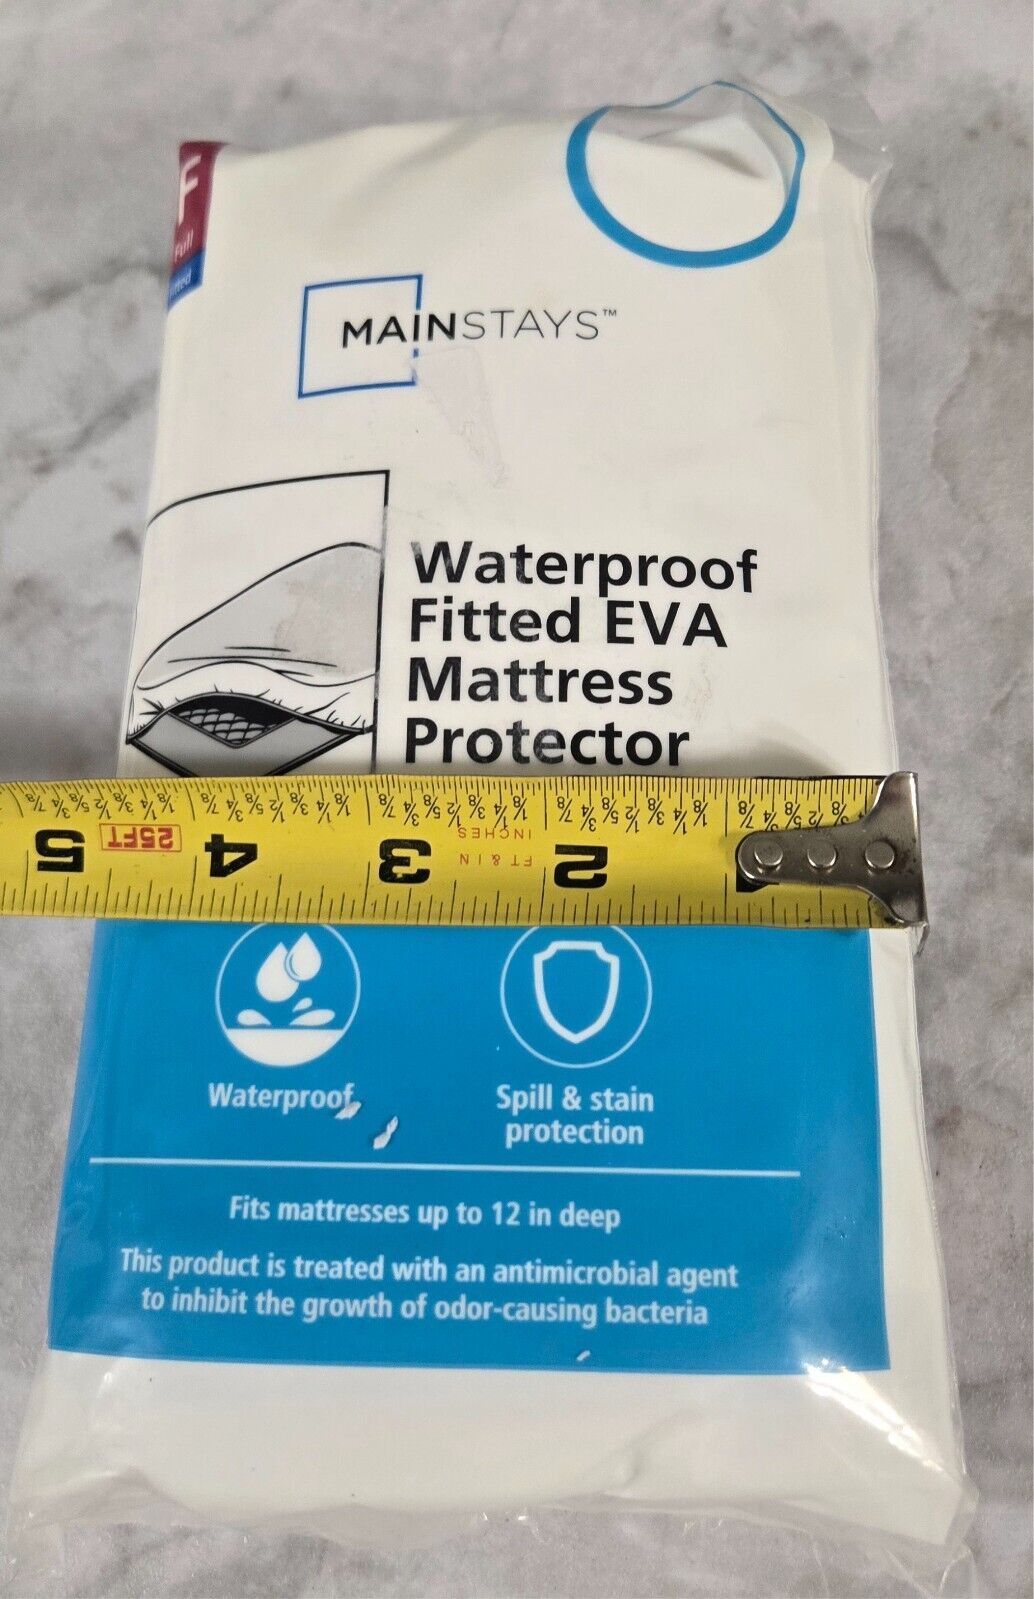 F
Full
Fitted
MAINSTAYS™
Waterproof
Fitted EVA
Mattress
Protector
5 25FT 4 3 FT & IN INCHES 2 1
Waterproof
Spill & stain
protection
Fits mattresses up to 12 in deep
This product is treated with an antimicrobial agent
to inhibit the growth of odor-causing bacteria